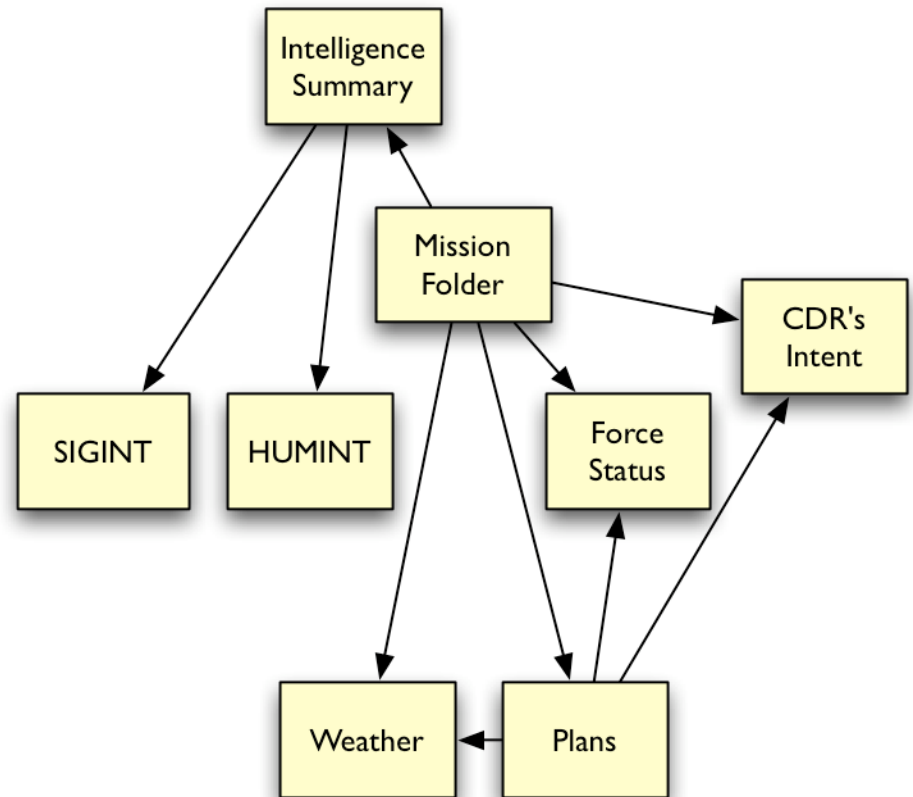 Intelligence
Summary
Mission
Folder
CDR's
Intent
SIGINT
HUMINT
Force
Status
Weather
Plans